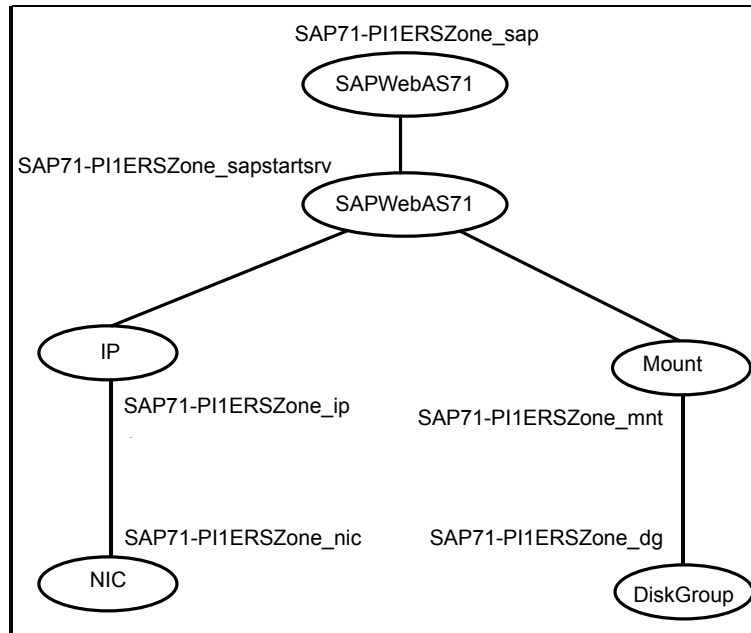 SAP71-PI1ERSZone_sap
SAPWebAS71
SAP71-PI1ERSZone_sapstartsrv
SAPWebAS71
IP
Mount
SAP71-PI1ERSZone_ip
SAP71-PI1ERSZone_mnt
SAP71-PI1ERSZone_nic
SAP71-PI1ERSZone_dg
NIC
DiskGroup